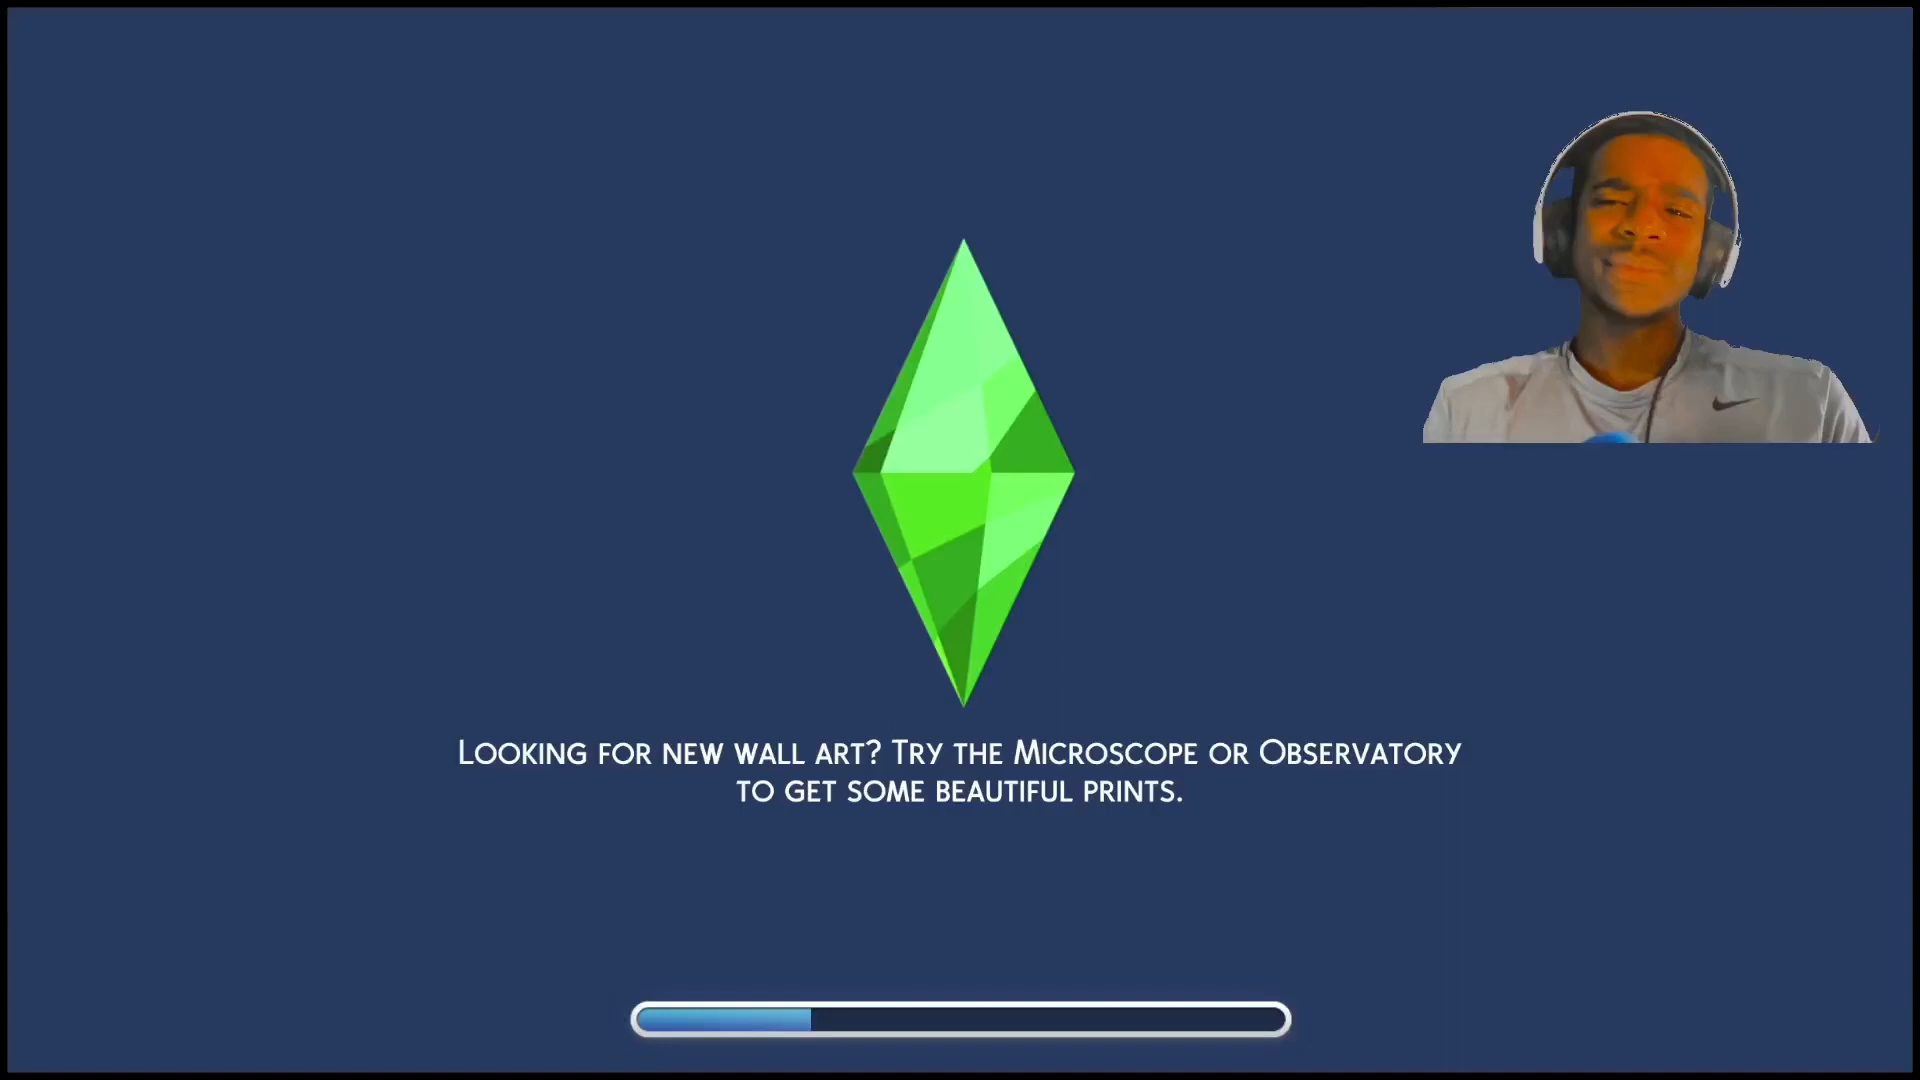 Looking for new wall art? Try the Microscope or Observatory
to get some beautiful prints.